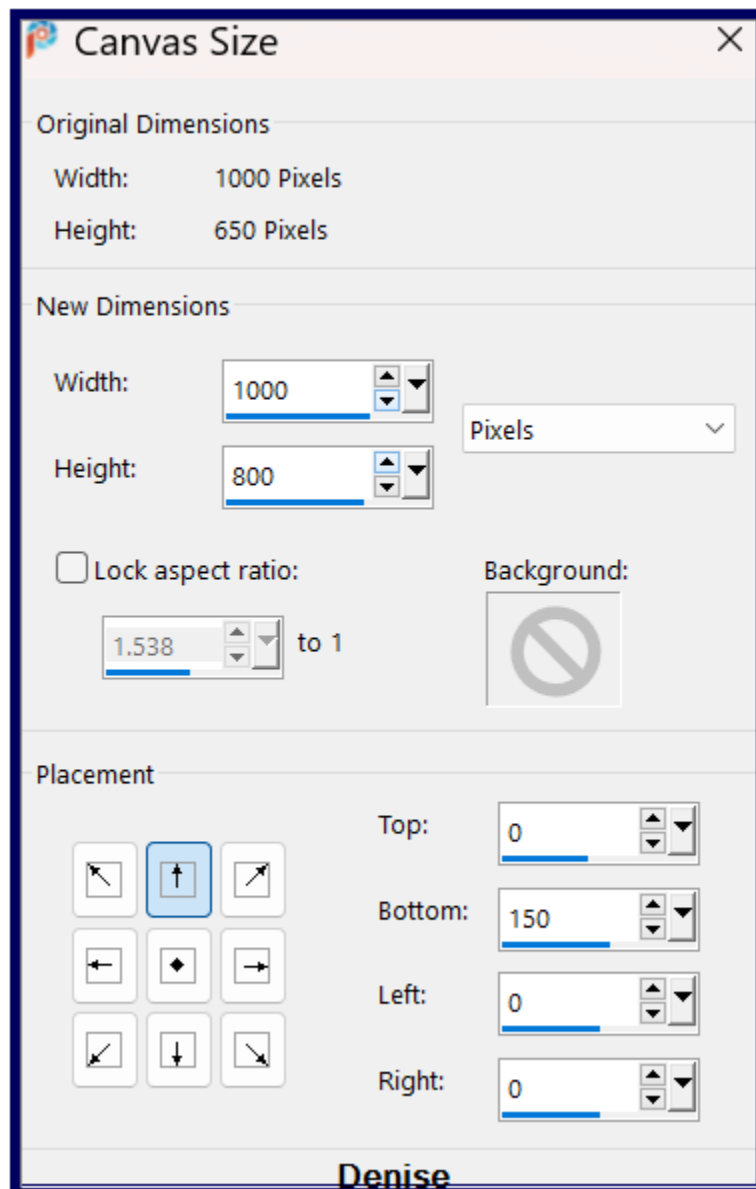 Canvas Size
Original Dimensions
Width: 1000 Pixels
Height: 650 Pixels
New Dimensions
Width: 1000
Pixels
Height: 800
Lock aspect ratio: Background:
1.538 to 1
Placement
Top: 0
Bottom: 150
Left: 0
Right: 0
Denise